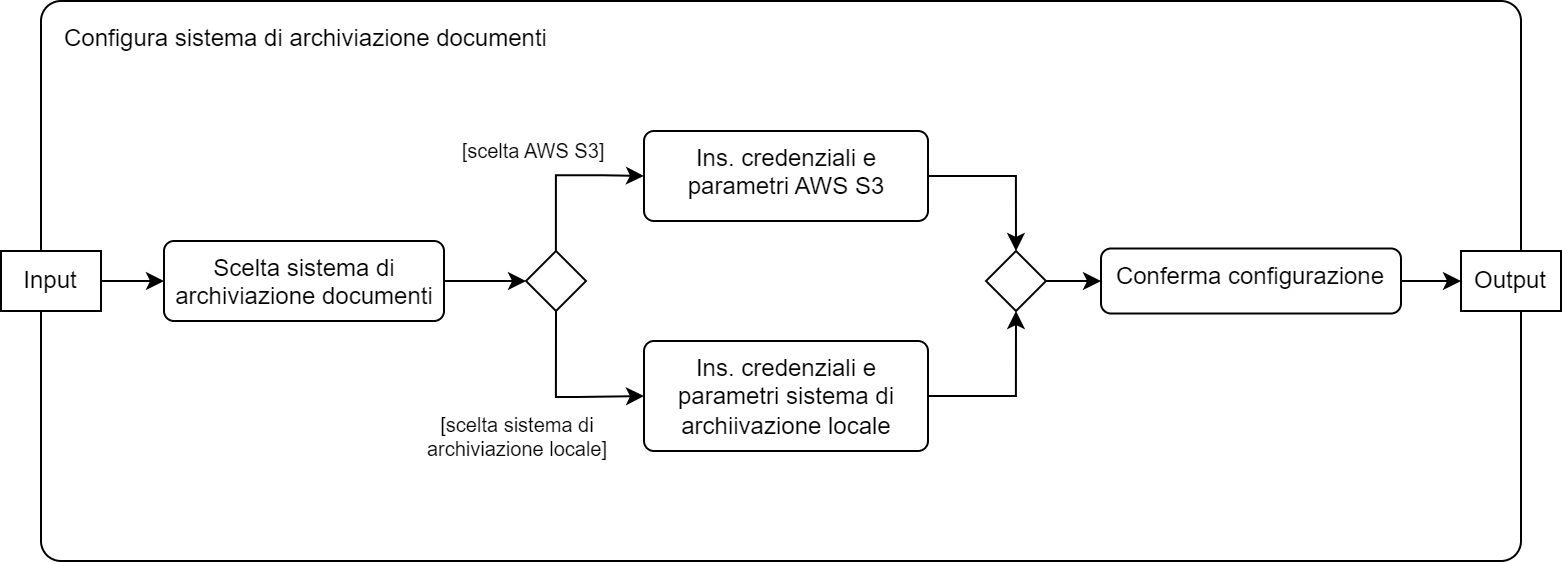 Configura sistema di archiviazione documenti
[scelta AWS S3]
Ins. credenziali e
parametri AWS S3
Input
Scelta sistema di
archiviazione documenti
Conferma configurazione
Output
[scelta sistema di
archiviazione locale]
Ins. credenziali e
parametri sistema di
archiivazione locale